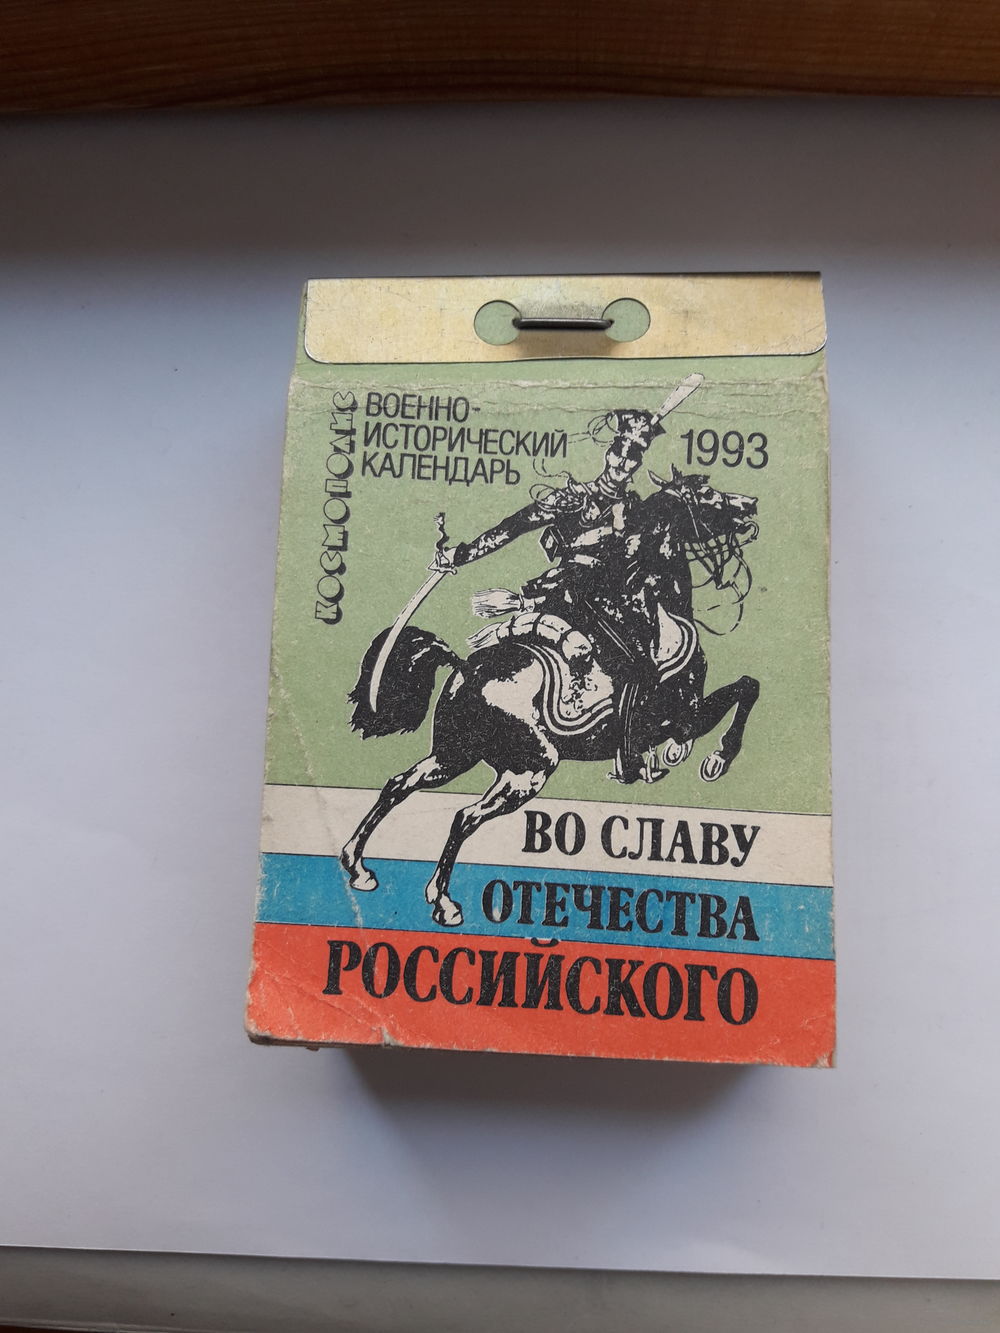 КОСМОПОЛИС
ВОЕННО-
ИСТОРИЧЕСКИЙ
КАЛЕНДАРЬ
1993
ВО СЛАВУ
ОТЕЧЕСТВА
РОССИЙСКОГО